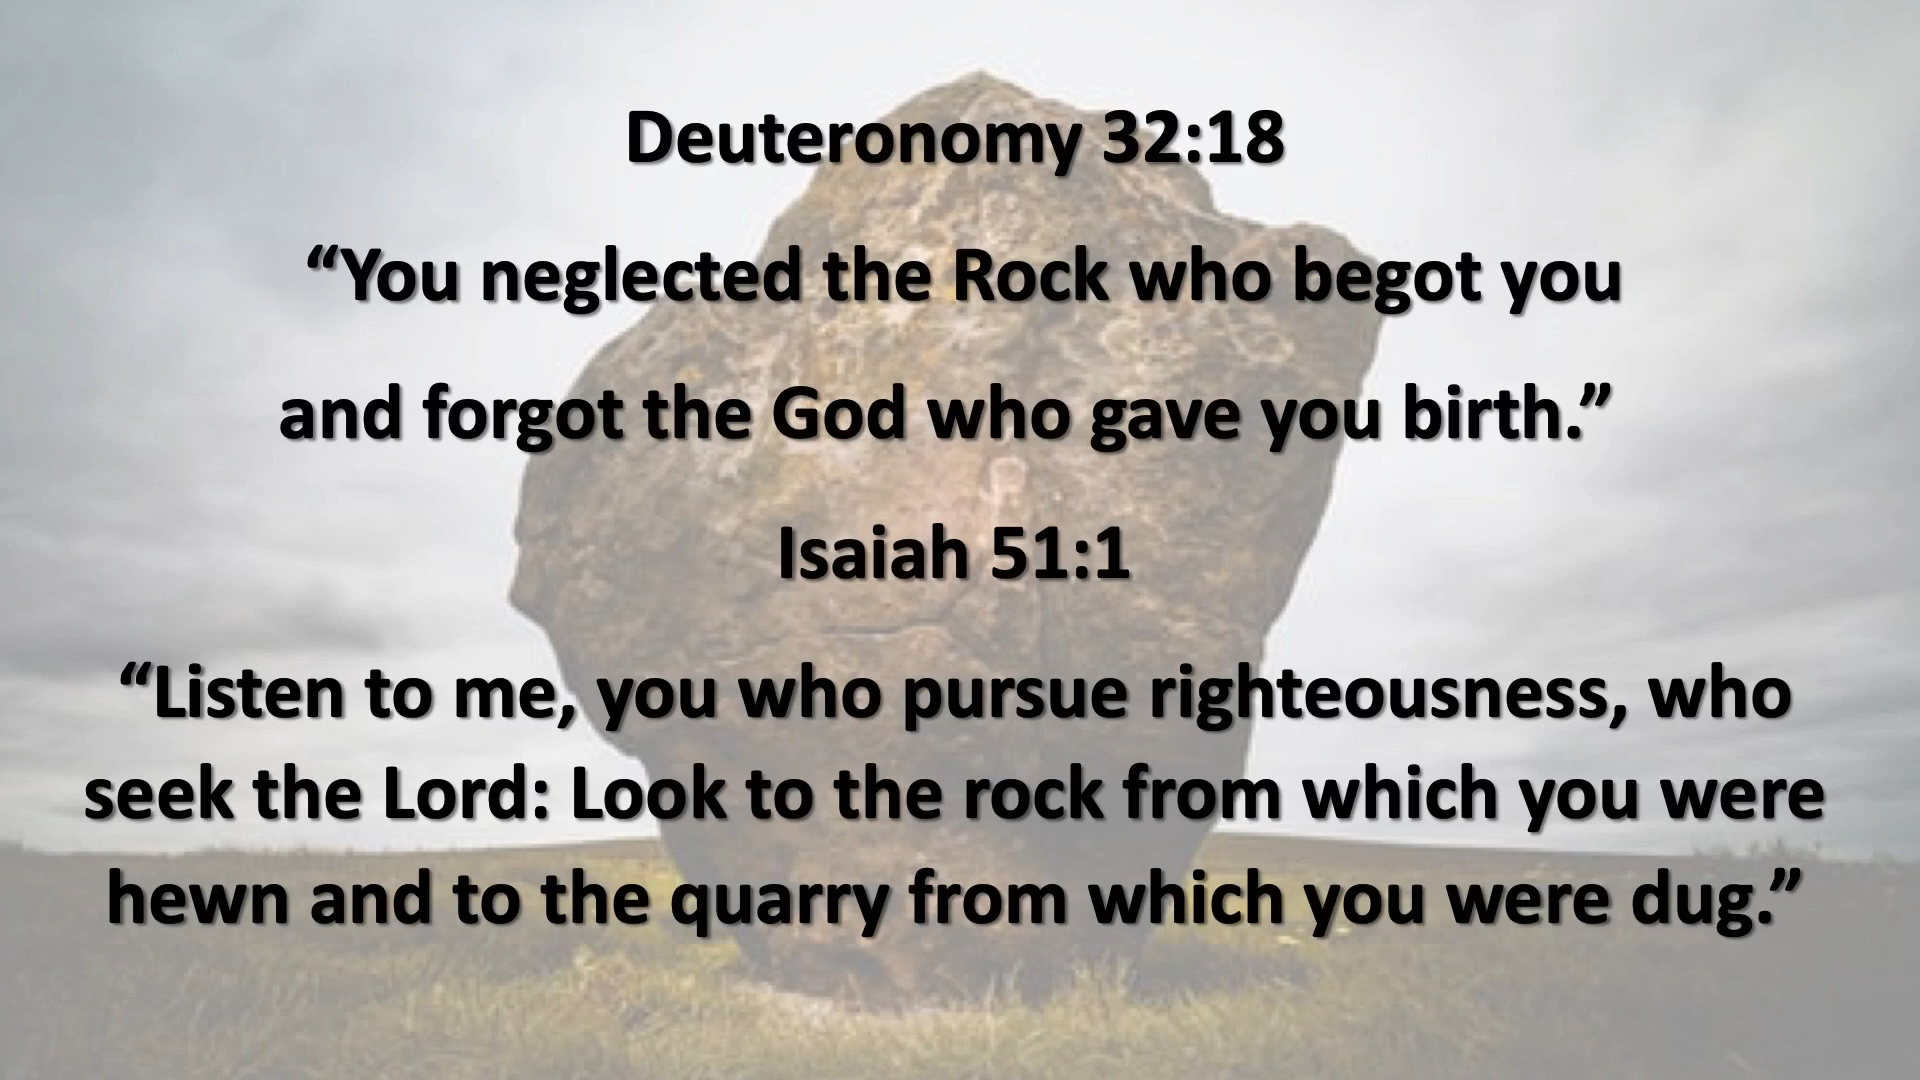 Deuteronomy 32:18
“You neglected the Rock who begot you
and forgot the God who gave you birth.”
Isaiah 51:1
“Listen to me, you who pursue righteousness, who
seek the Lord: Look to the rock from which you were
hewn and to the quarry from which you were dug.”